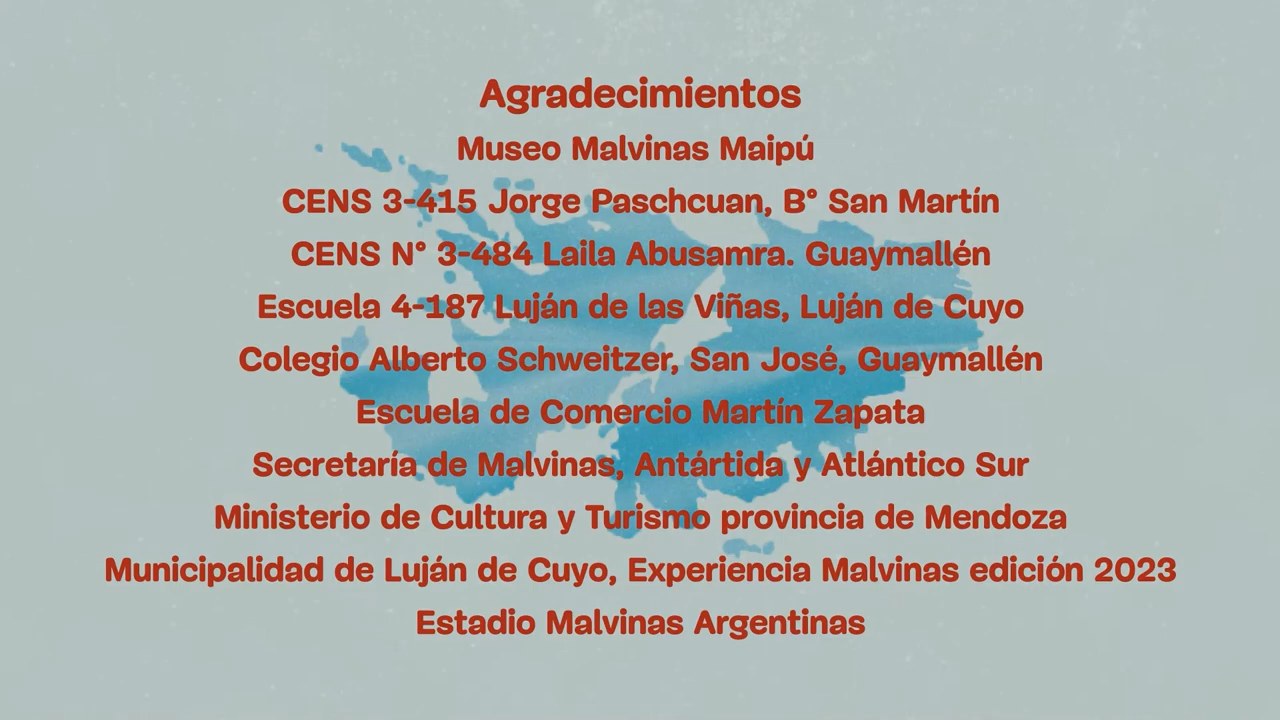 Agradecimientos
Museo Malvinas Maipú
CENS 3-415 Jorge Paschcuan, B° San Martín
CENS N° 3-484 Laila Abusamra. Guaymallén
Escuela 4-187 Luján de las Viñas, Luján de Cuyo
Colegio Alberto Schweitzer, San José, Guaymallén
Escuela de Comercio Martín Zapata
Secretaría de Malvinas, Antártida y Atlántico Sur
Ministerio de Cultura y Turismo provincia de Mendoza
Municipalidad de Luján de Cuyo, Experiencia Malvinas edición 2023
Estadio Malvinas Argentinas